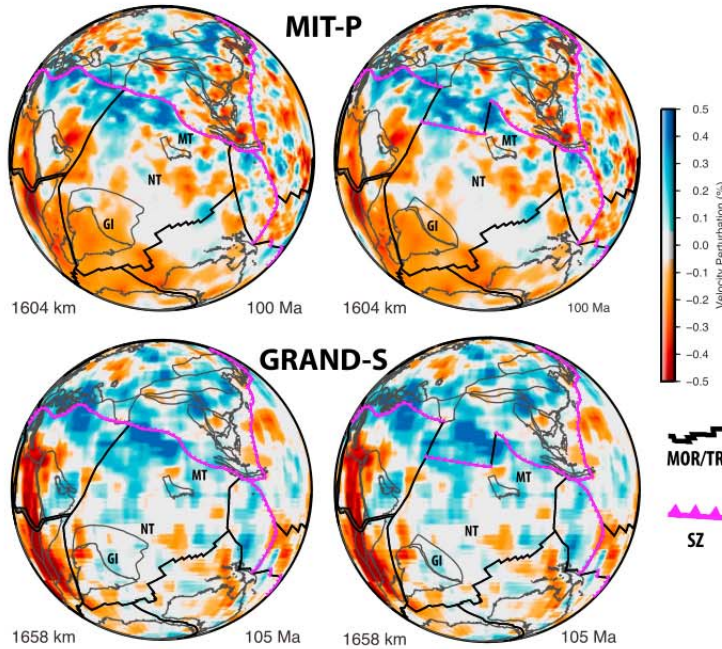 MIT-P
MT
NT
GI
1604 km
100 Ma
MT
NT
GI
1604 km
100 Ma
GRAND-S
MT
NT
GI
1658 km
105 Ma
MT
NT
GI
1658 km
105 Ma
0.5
0.4
0.3
0.2
0.1
0.0
−0.1
−0.2
−0.3
−0.4
−0.5
Velocity Perturbation (%)
MOR/TR
SZ